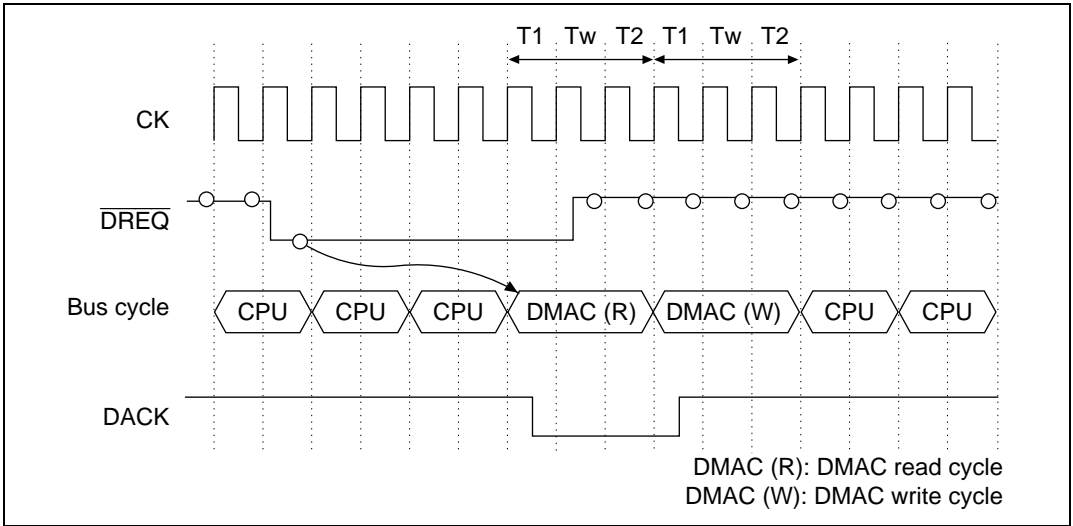 T1 Tw T2 T1 Tw T2
CK
DREQ
Bus cycle CPU CPU CPU DMAC (R) DMAC (W) CPU CPU
DACK
DMAC (R): DMAC read cycle
DMAC (W): DMAC write cycle